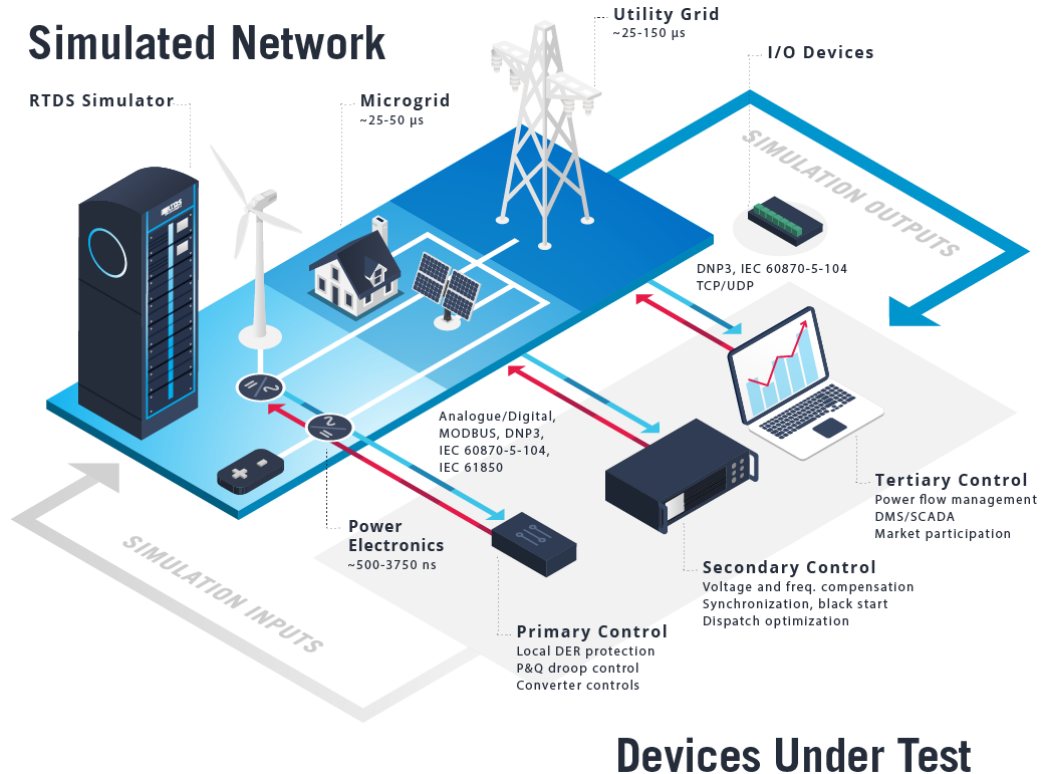 Simulated Network
Utility Grid
~25-150 µs
I/O Devices
RTDS Simulator
Microgrid
~25-50 µs
SIMULATION OUTPUTS
RTDS
DNP3, IEC 60870-5-104
TCP/UDP
Analogue/Digital,
MODBUS, DNP3,
IEC 60870-5-104,
IEC 61850
Tertiary Control
Power flow management
DMS/SCADA
Market participation
Power
Electronics
~500-3750 ns
SIMULATION INPUTS
Secondary Control
Voltage and freq. compensation
Synchronization, black start
Dispatch optimization
Primary Control
Local DER protection
P&Q droop control
Converter controls
Devices Under Test